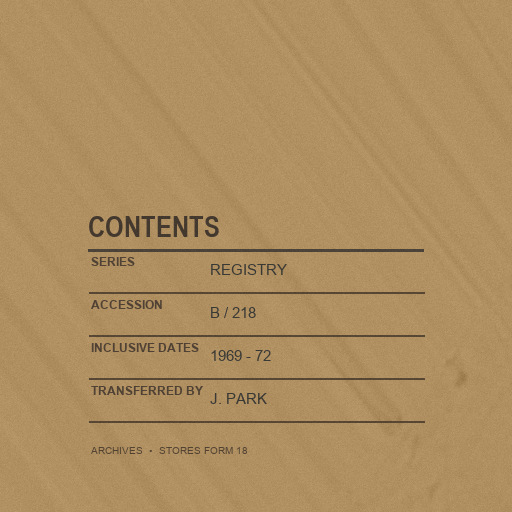 CONTENTS
SERIES REGISTRY
ACCESSION B / 218
INCLUSIVE DATES 1969 - 72
TRANSFERRED BY J. PARK
ARCHIVES • STORES FORM 18